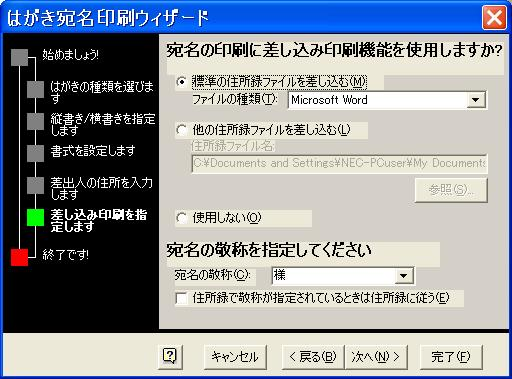 はがき宛名印刷ウィザード
始めましょう!
はがきの種類を選びま
す
縦書き/横書きを指定
します
書式を設定します
差出人の住所を入力
します
差し込み印刷を指
定します
終了です!
宛名の印刷に差し込み印刷機能を使用しますか?
標準の住所録ファイルを差し込む(M)
ファイルの種類(T):
Microsoft Word
他の住所録ファイルを差し込む(L)
住所録ファイル名:
C:¥Documents and Settings¥NEC-PCuser¥My Documents
参照(S)...
使用しない(O)
宛名の敬称を指定してください
宛名の敬称(C):
様
住所録で敬称が指定されているときは住所録に従う(E)
キャンセル
< 戻る(B)
次へ(N) >
完了(F)